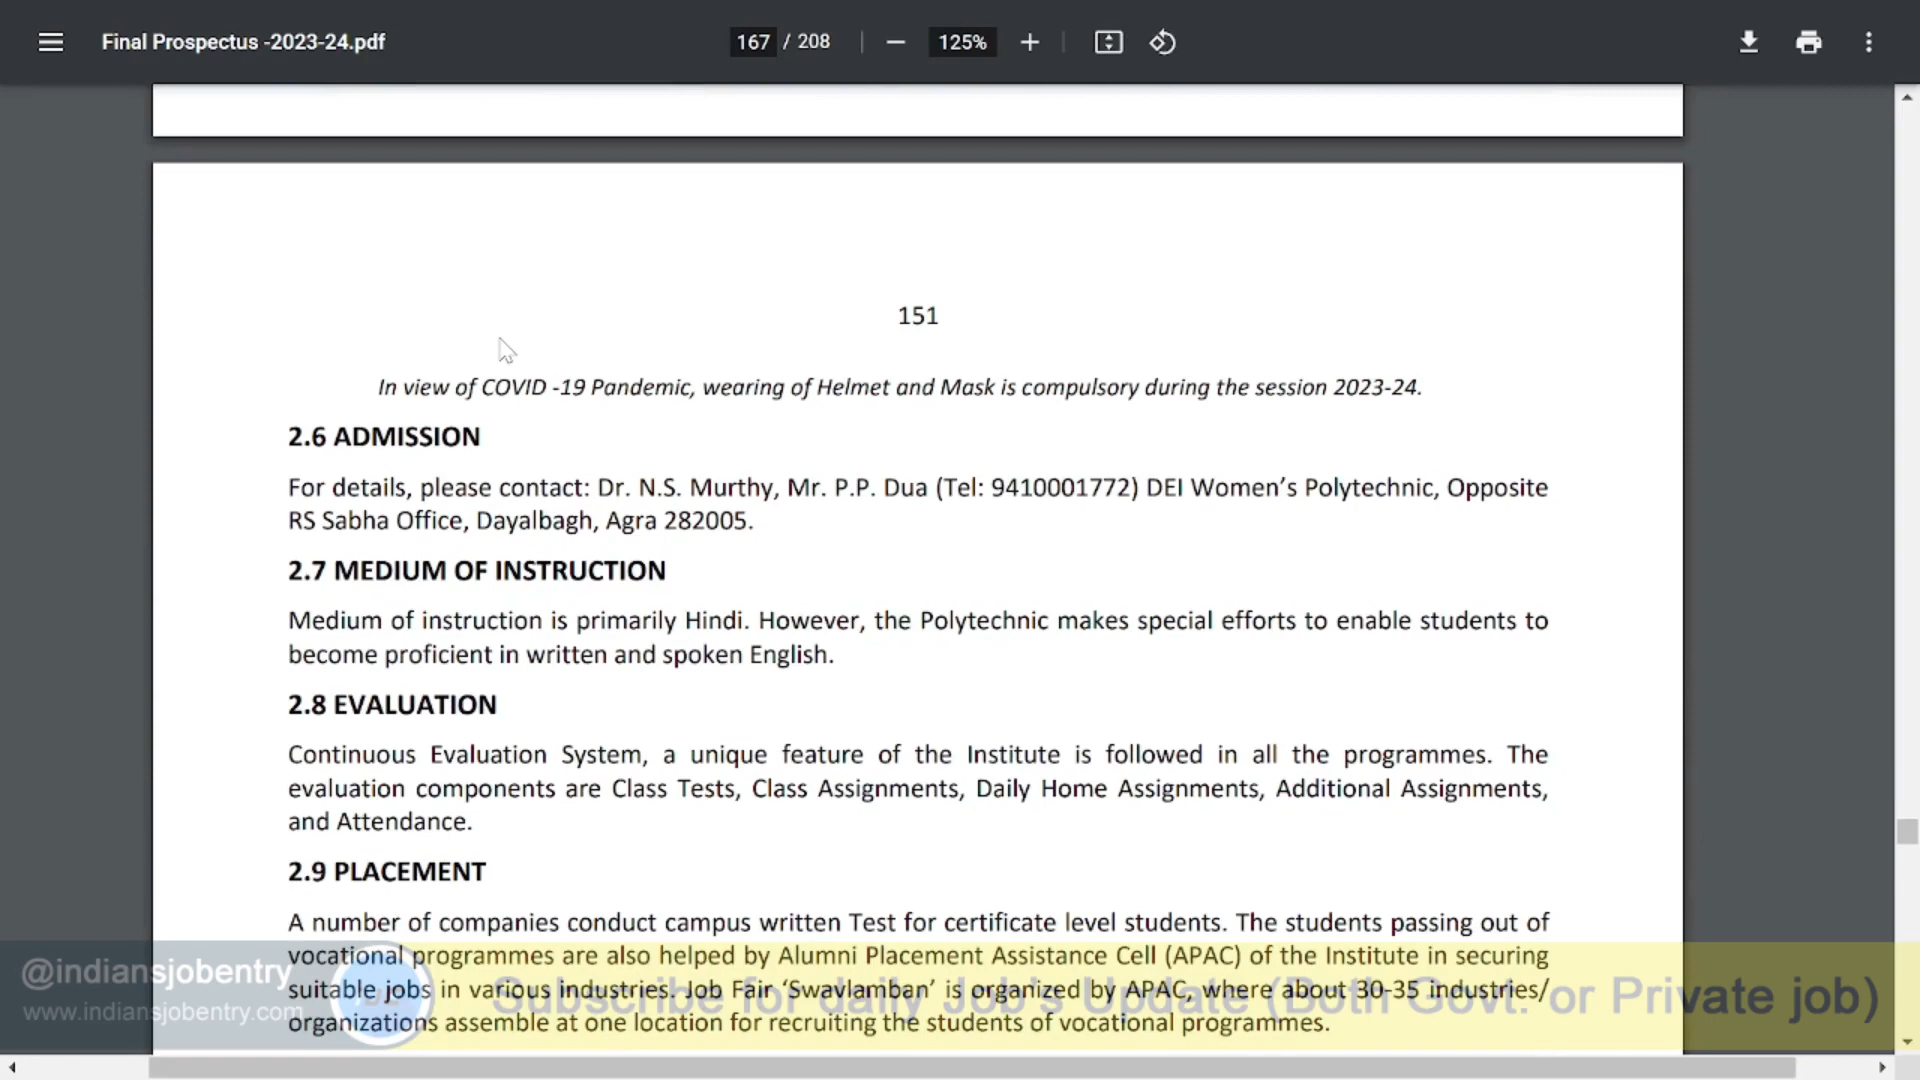 Final Prospectus -2023-24.pdf
167 / 208
125%
151
In view of COVID -19 Pandemic, wearing of Helmet and Mask is compulsory during the session 2023-24.
2.6 ADMISSION
For details, please contact: Dr. N.S. Murthy, Mr. P.P. Dua (Tel: 9410001772) DEI Women’s Polytechnic, Opposite
RS Sabha Office, Dayalbagh, Agra 282005.
2.7 MEDIUM OF INSTRUCTION
Medium of instruction is primarily Hindi. However, the Polytechnic makes special efforts to enable students to
become proficient in written and spoken English.
2.8 EVALUATION
Continuous Evaluation System, a unique feature of the Institute is followed in all the programmes. The
evaluation components are Class Tests, Class Assignments, Daily Home Assignments, Additional Assignments,
and Attendance.
2.9 PLACEMENT
A number of companies conduct campus written Test for certificate level students. The students passing out of
vocational programmes are also helped by Alumni Placement Assistance Cell (APAC) of the Institute in securing
suitable jobs in various industries. Job Fair ‘Swavlamban’ is organized by APAC, where about 30-35 industries/
organizations assemble at one location for recruiting the students of vocational programmes.
@indiansjobentry
www.indiansjobentry.com
Subscribe for daily Job's Update (Both Govt. or Private job)